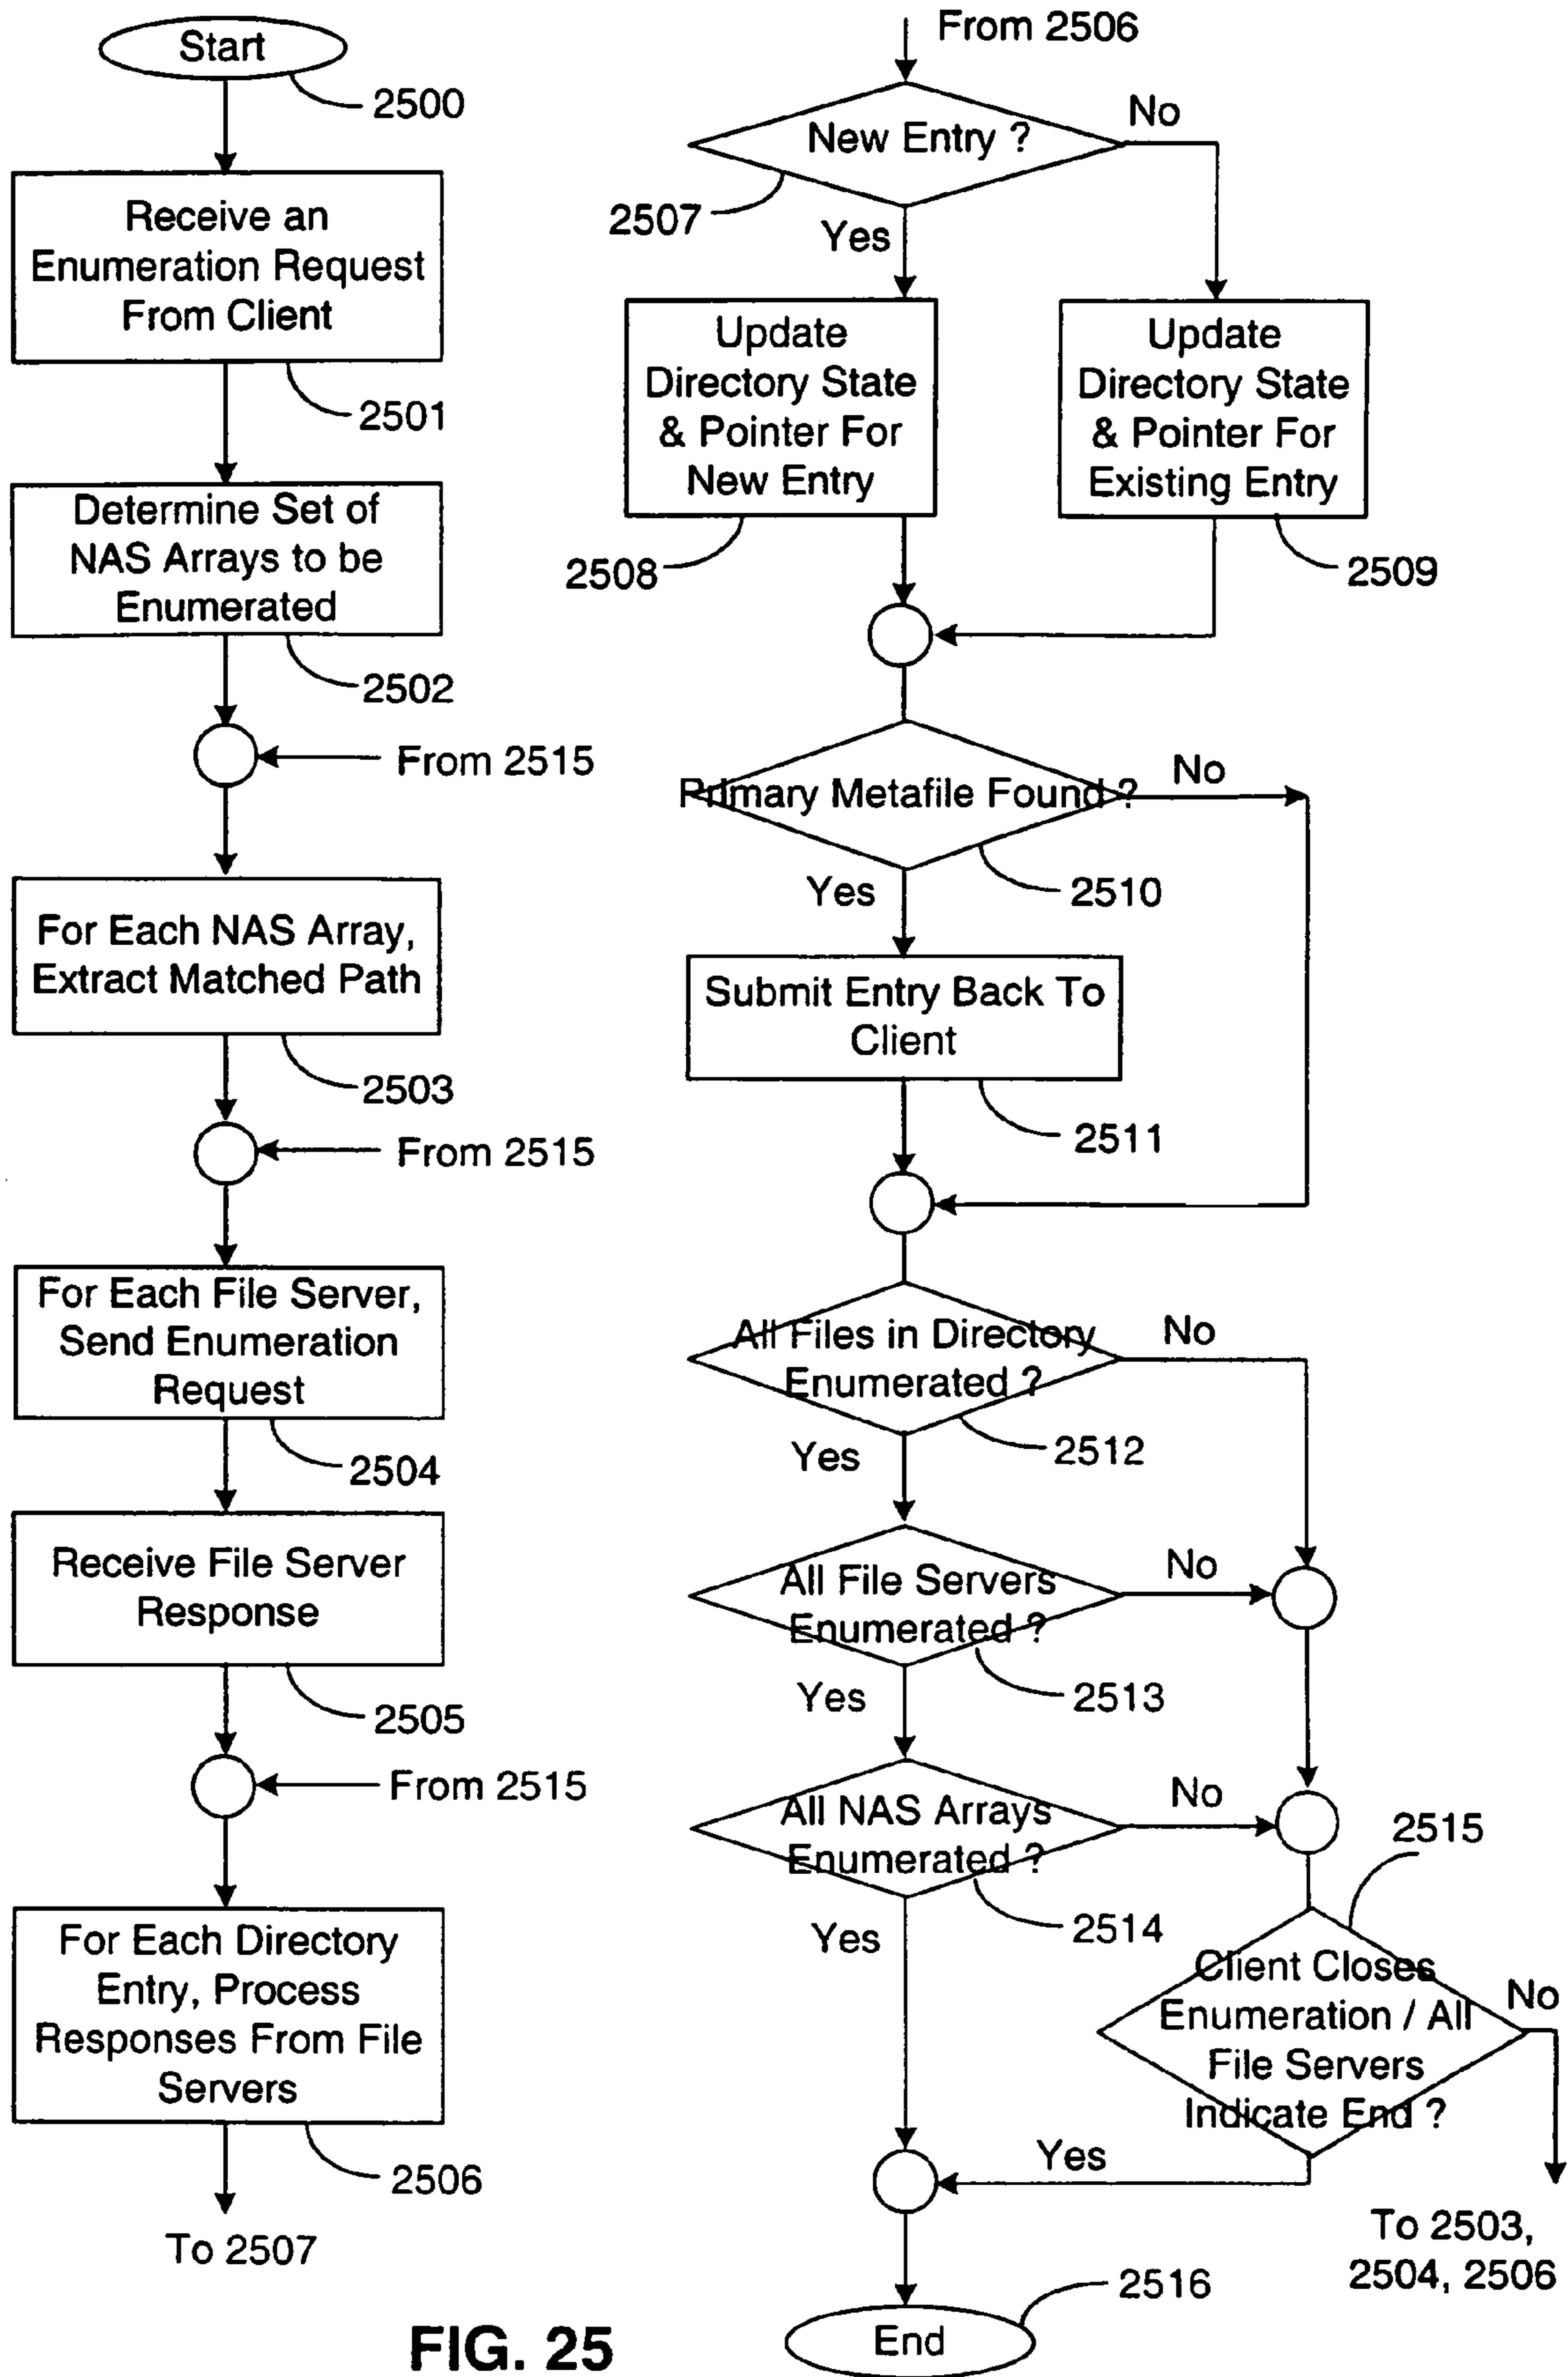 Start
2500
Receive an
Enumeration Request
From Client
2501
Determine Set of
NAS Arrays to be
Enumerated
2502
From 2515
For Each NAS Array,
Extract Matched Path
2503
From 2515
For Each File Server,
Send Enumeration
Request
2504
Receive File Server
Response
2505
From 2515
For Each Directory
Entry, Process
Responses From File
Servers
2506
To 2507
From 2506
New Entry ?
No
2507
Yes
Update
Directory State
& Pointer For
New Entry
2508
Update
Directory State
& Pointer For
Existing Entry
2509
Primary Metafile Found ?
No
2510
Yes
Submit Entry Back To
Client
2511
All Files in Directory
Enumerated ?
No
2512
Yes
All File Servers
Enumerated ?
No
2513
Yes
All NAS Arrays
Enumerated ?
No
2514
Yes
2515
Client Closes
Enumeration / All
File Servers
Indicate End ?
No
Yes
To 2503,
2504, 2506
2516
End
FIG. 25